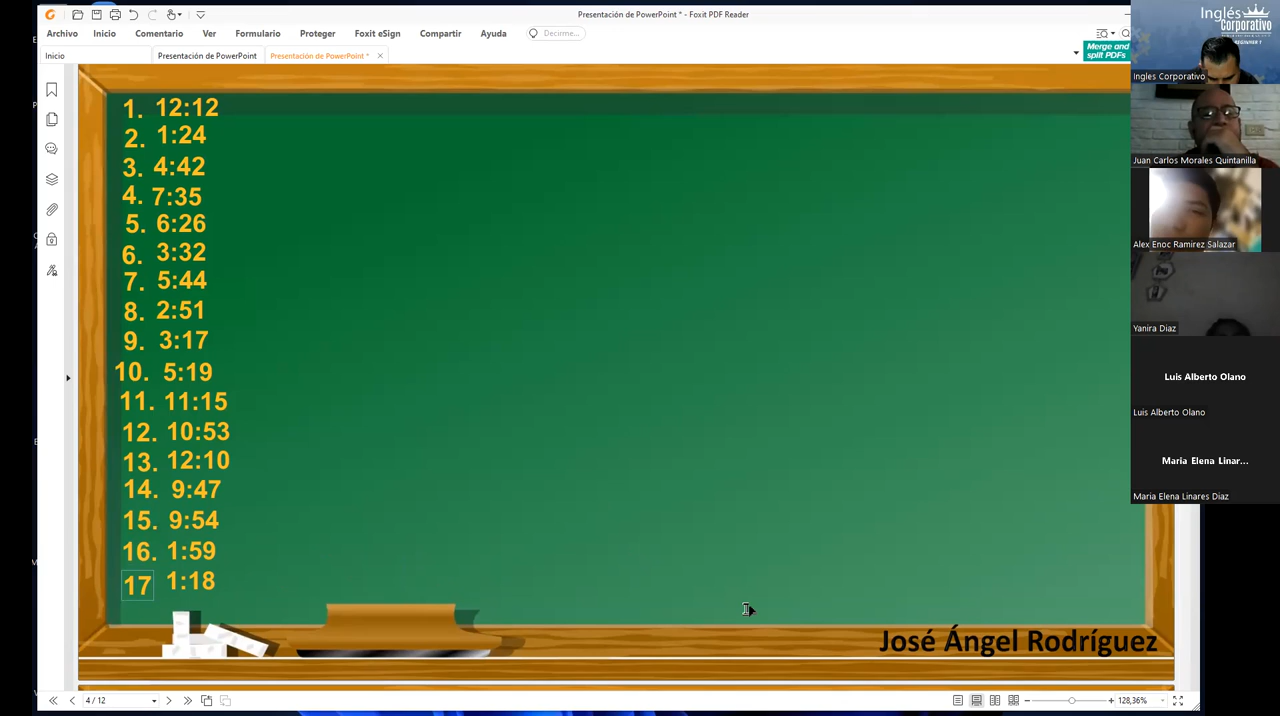 Presentación de PowerPoint * - Foxit PDF Reader
Archivo Inicio Comentario Ver Formulario Proteger Foxit eSign Compartir Ayuda Decirme...
Inicio Presentación de PowerPoint Presentación de PowerPoint *
Merge and split PDFs
1. 12:12
2. 1:24
3. 4:42
4. 7:35
5. 6:26
6. 3:32
7. 5:44
8. 2:51
9. 3:17
10. 5:19
11. 11:15
12. 10:53
13. 12:10
14. 9:47
15. 9:54
16. 1:59
17 1:18
José Ángel Rodríguez
4 / 12
128,36%
Inglés
Corporativo
BEGINNER 1
Ingles Corporativo
Juan Carlos Morales Quintanilla
Alex Enoc Ramirez Salazar
Yanira Diaz
Luis Alberto Olano
Luis Alberto Olano
Maria Elena Linar...
Maria Elena Linares Diaz